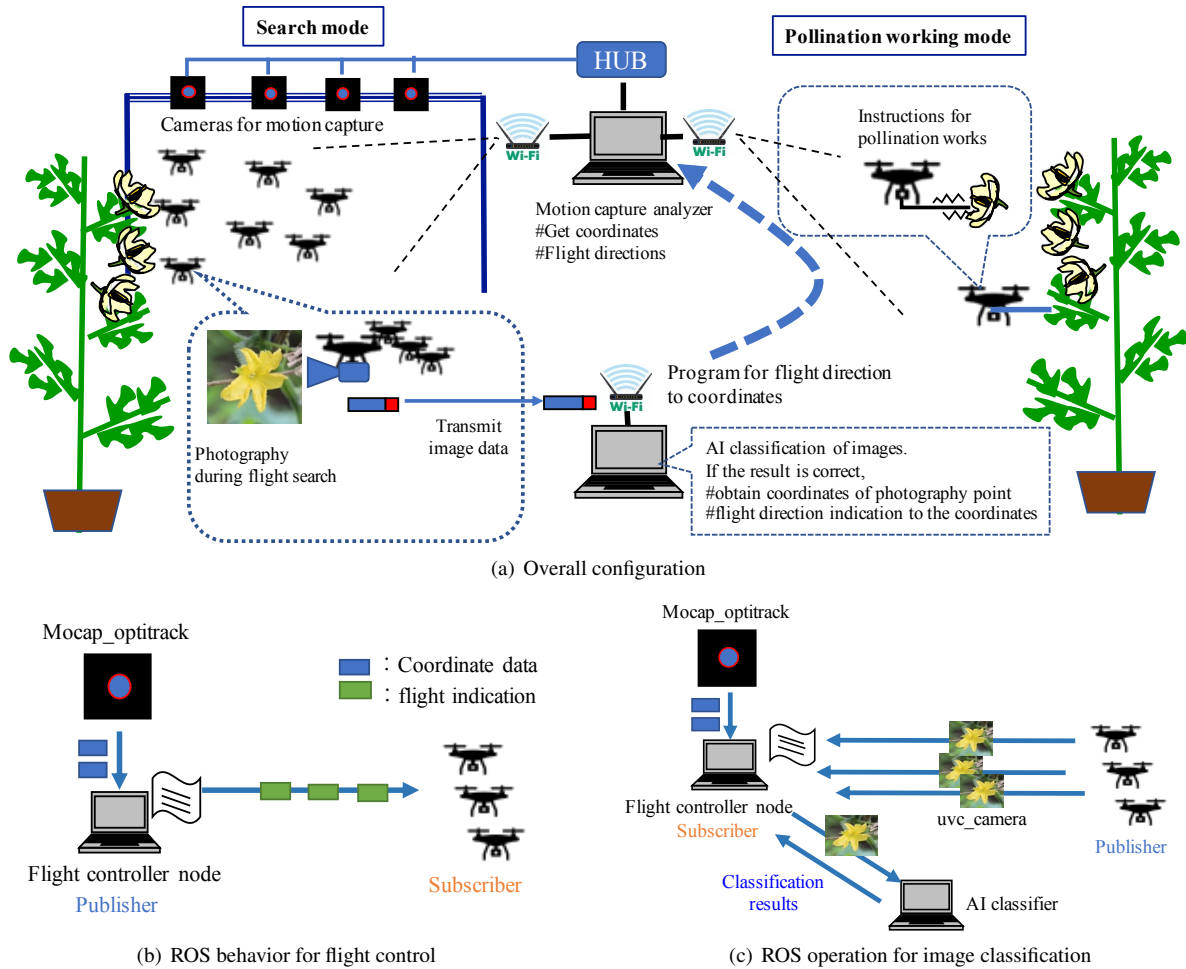 Search mode
Pollination working mode
HUB
Cameras for motion capture
Wi-Fi
Wi-Fi
Instructions for
pollination works
Motion capture analyzer
#Get coordinates
#Flight directions
Wi-Fi
Program for flight direction
to coordinates
Transmit
image data
Photography
during flight search
AI classification of images.
If the result is correct,
#obtain coordinates of photography point
#flight direction indication to the coordinates
(a) Overall configuration
Mocap_optitrack
: Coordinate data
: flight indication
Flight controller node
Publisher
Subscriber
(b) ROS behavior for flight control
Mocap_optitrack
Flight controller node
Subscriber
uvc_camera
Publisher
Classification
results
AI classifier
(c) ROS operation for image classification